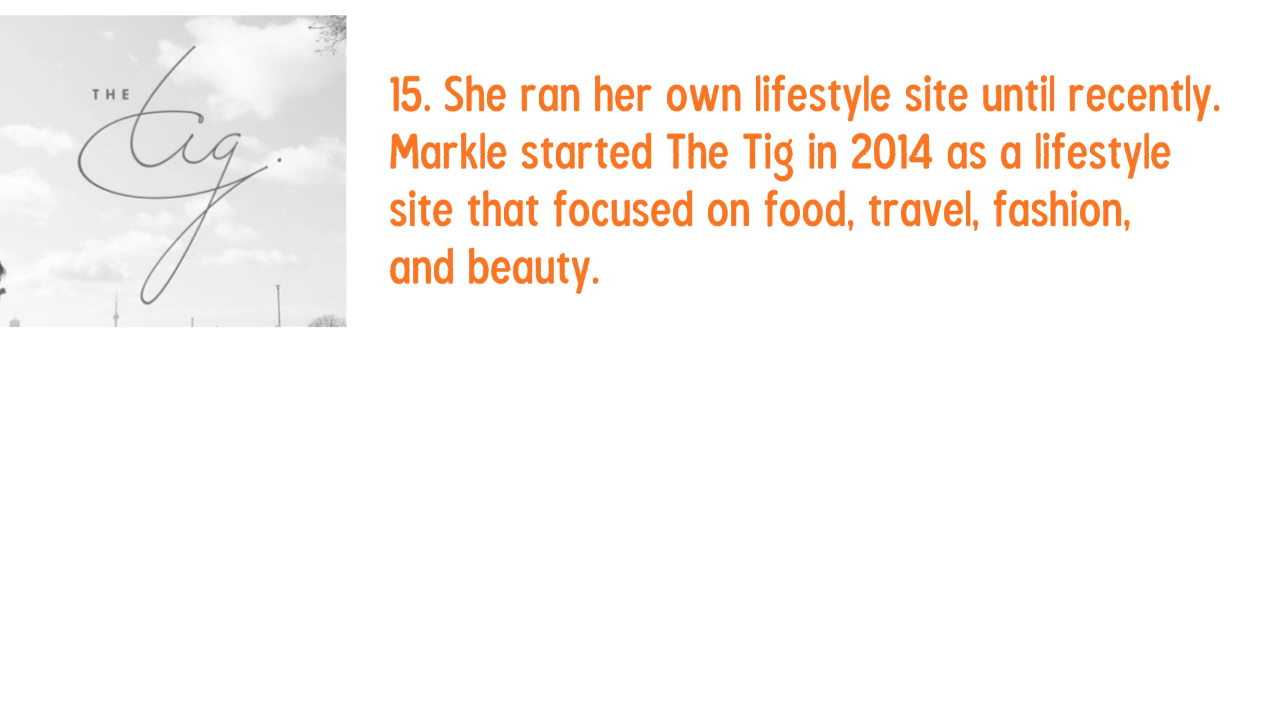 THE
tig.
15. She ran her own lifestyle site until recently.
Markle started The Tig in 2014 as a lifestyle
site that focused on food, travel, fashion,
and beauty.